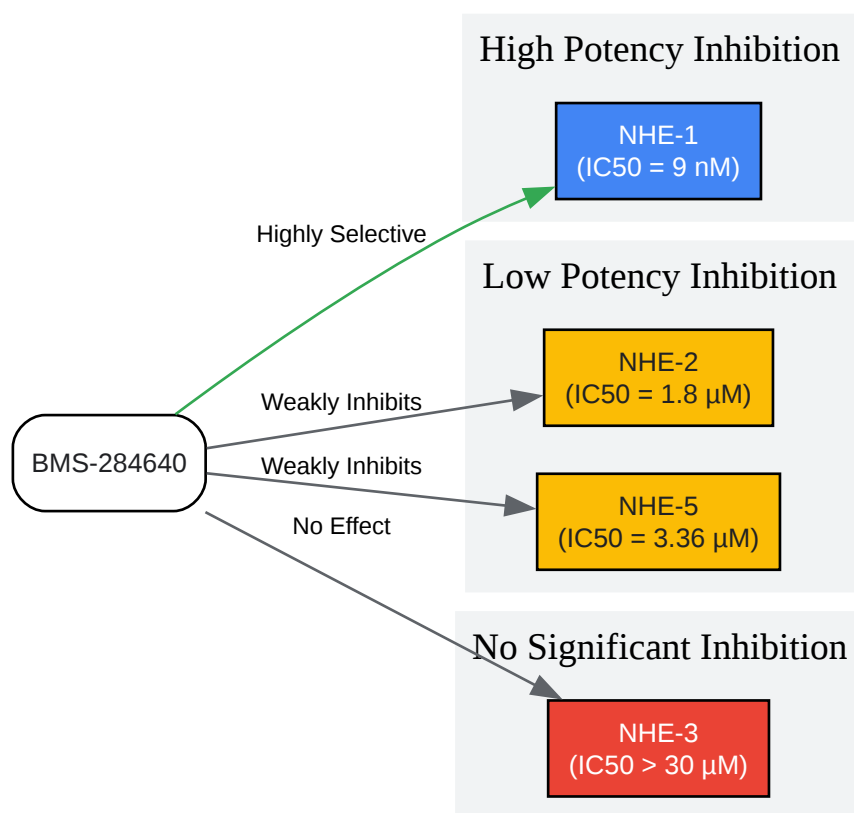 High Potency Inhibition
NHE-1
(IC50 = 9 nM)
Highly Selective
Low Potency Inhibition
NHE-2
(IC50 = 1.8 µM)
Weakly Inhibits
BMS-284640
Weakly Inhibits
NHE-5
(IC50 = 3.36 µM)
No Effect
No Significant Inhibition
NHE-3
(IC50 > 30 µM)